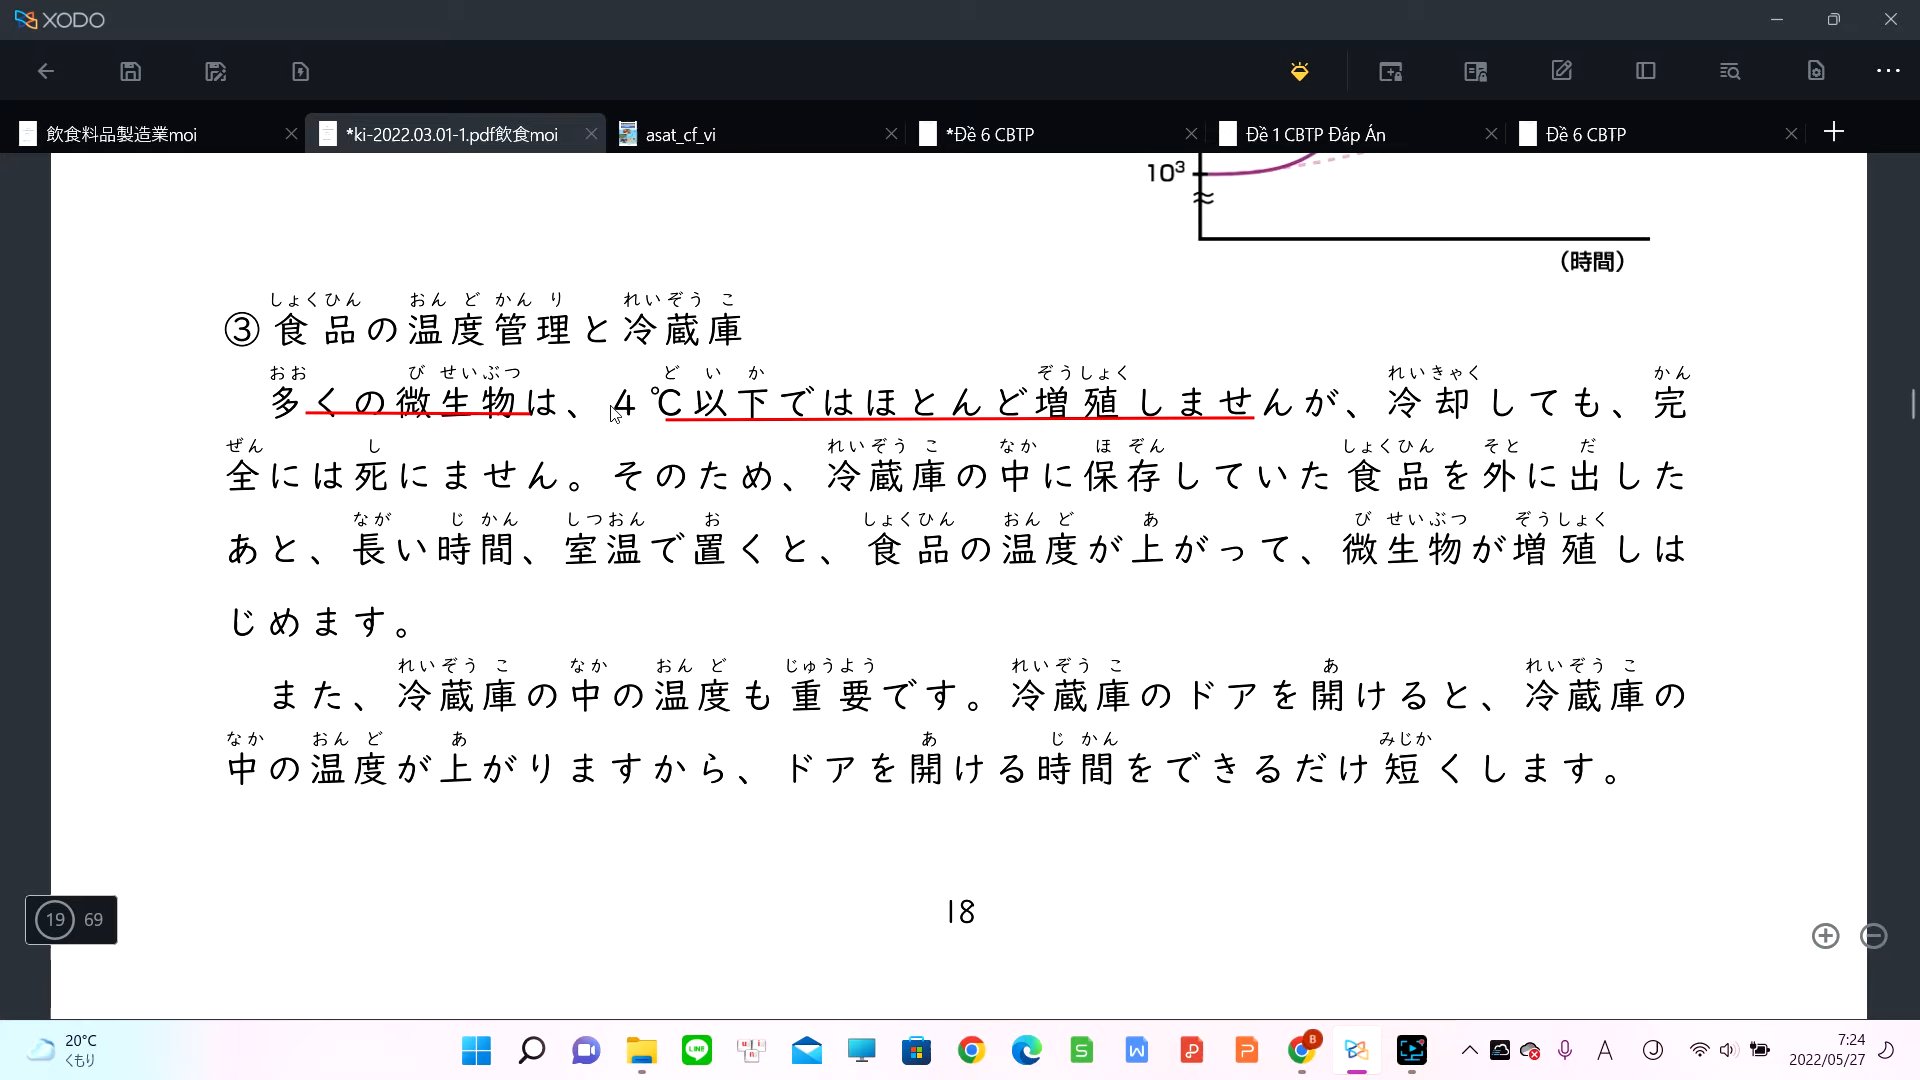 XODO
飲食料品製造業moi
*ki-2022.03.01-1.pdf飲食moi
asat_cf_vi
*Đề 6 CBTP
Đề 1 CBTP Đáp Án
Đề 6 CBTP
10³
(時間)
しょくひん おん ど かん り れいぞう こ
③ 食品の温度管理と冷蔵庫
おお び せいぶつ ど い か ぞうしょく れいきゃく かん
多くの微生物は、4℃以下ではほとんど増殖しませんが、冷却しても、完
ぜん し れいぞう こ なか ほ ぞん しょくひん そと だ
全には死にません。そのため、冷蔵庫の中に保存していた食品を外に出した
なが じ かん しつおん お しょくひん おん ど あ び せいぶつ ぞうしょく
あと、長い時間、室温で置くと、食品の温度が上がって、微生物が増殖しは
じめます。
れいぞう こ なか おん ど じゅうよう れいぞう こ あ れいぞう こ
また、冷蔵庫の中の温度も重要です。冷蔵庫のドアを開けると、冷蔵庫の
なか おん ど あ あ じ かん みじか
中の温度が上がりますから、ドアを開ける時間をできるだけ短くします。
18
19 69
20°C
くもり
7:24
2022/05/27